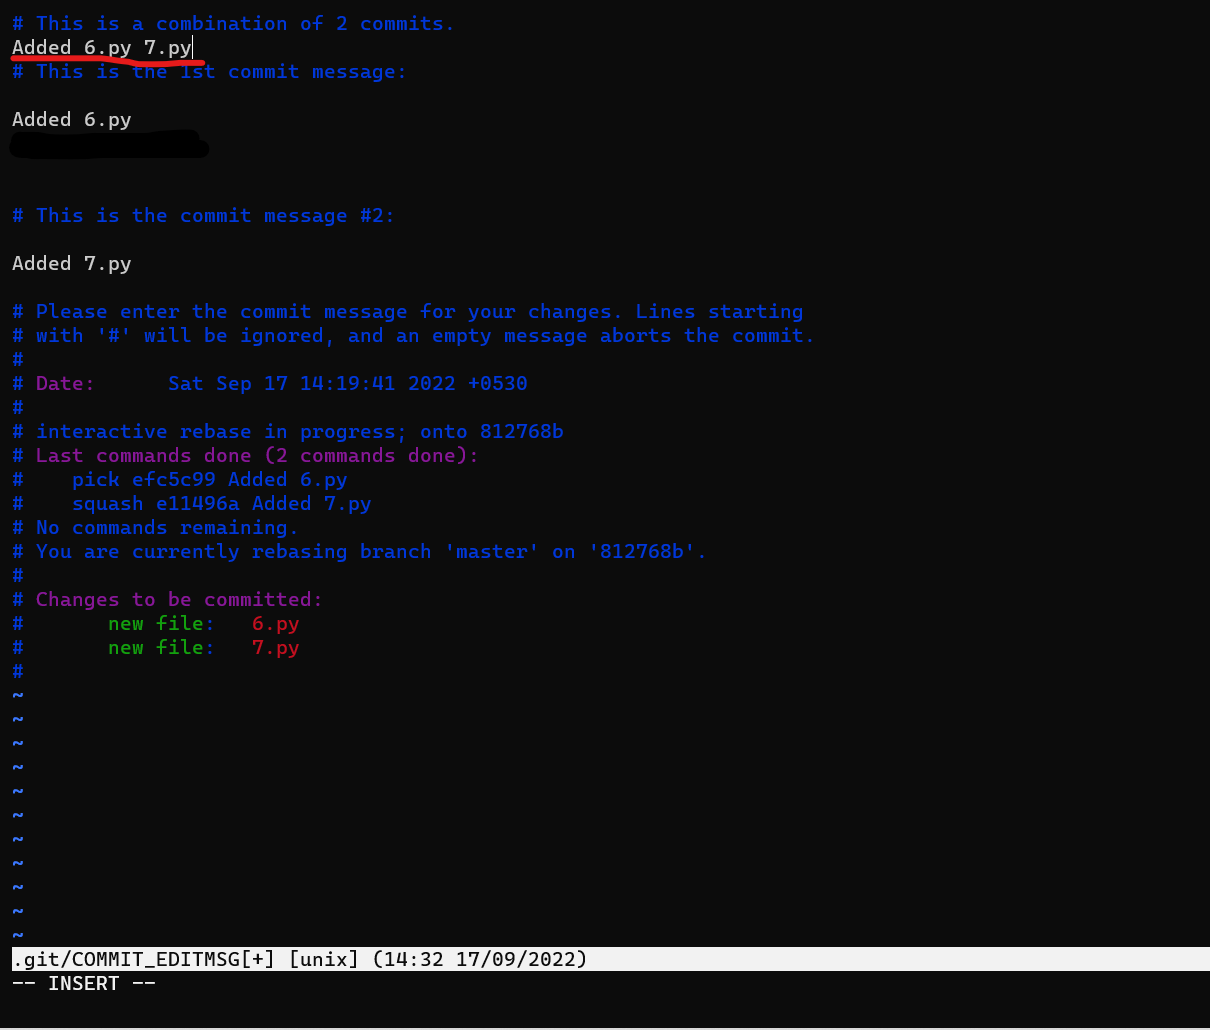 # This is a combination of 2 commits.
Added 6.py 7.py
# This is the 1st commit message:
Added 6.py
# This is the commit message #2:
Added 7.py
# Please enter the commit message for your changes. Lines starting
# with '#' will be ignored, and an empty message aborts the commit.
#
# Date:      Sat Sep 17 14:19:41 2022 +0530
#
# interactive rebase in progress; onto 812768b
# Last commands done (2 commands done):
#    pick efc5c99 Added 6.py
#    squash e11496a Added 7.py
# No commands remaining.
# You are currently rebasing branch 'master' on '812768b'.
#
# Changes to be committed:
#       new file:   6.py
#       new file:   7.py
#
~
~
~
~
~
~
~
~
~
~
~
.git/COMMIT_EDITMSG[+] [unix] (14:32 17/09/2022)
-- INSERT --